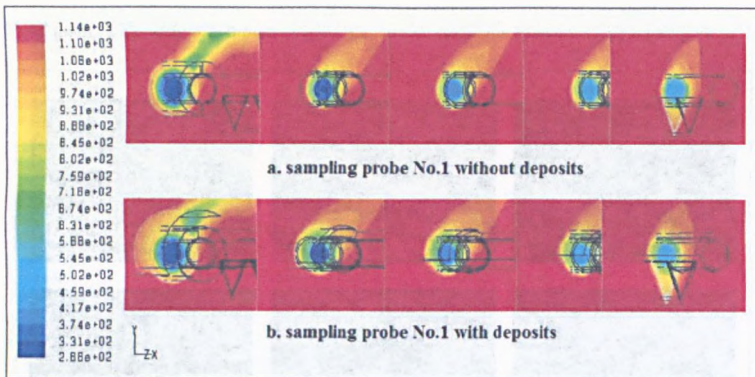 1.14e+03
1.10e+03
1.06e+03
1.02e+03
9.74e+02
9.31e+02
8.88e+02
8.45e+02
8.02e+02
7.59e+02
7.16e+02
6.74e+02
6.31e+02
5.88e+02
5.45e+02
5.02e+02
4.59e+02
4.17e+02
3.74e+02
3.31e+02
2.88e+02
a. sampling probe No.1 without deposits
b. sampling probe No.1 with deposits
Y
Z-X